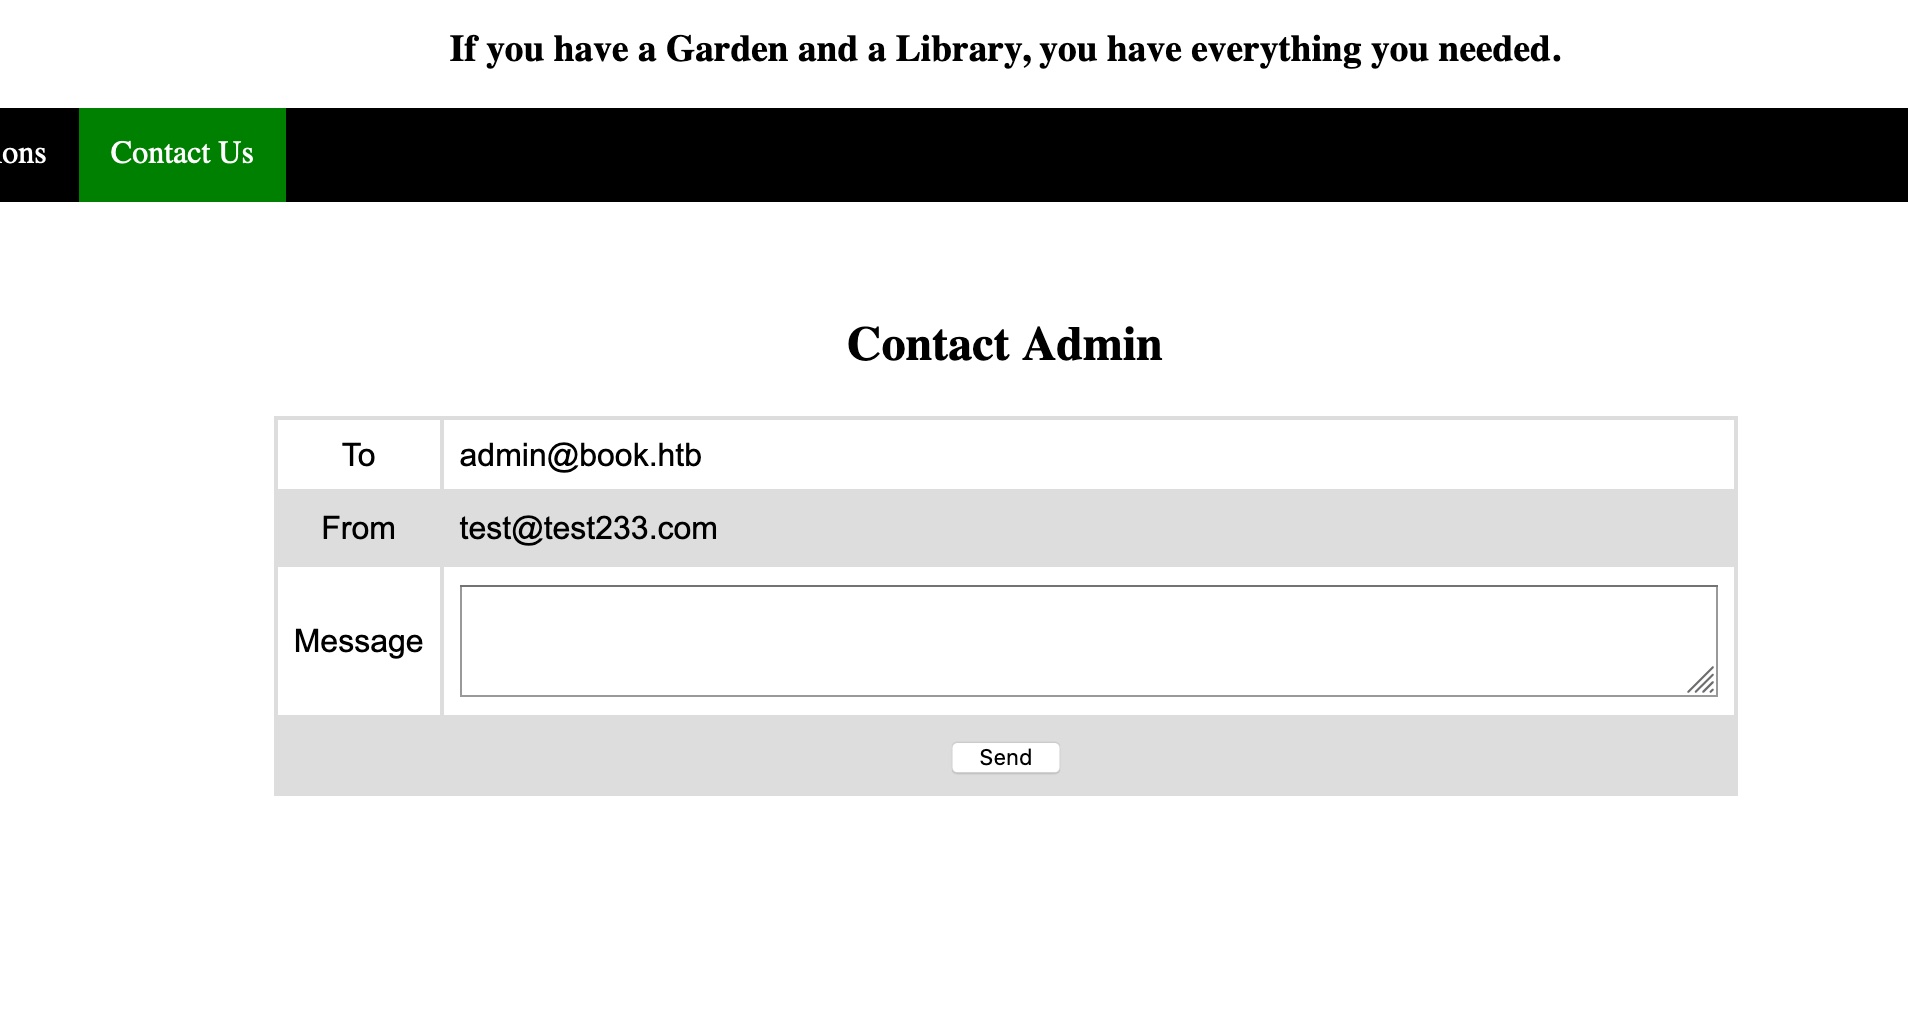 If you have a Garden and a Library, you have everything you needed.
ons Contact Us
Contact Admin
To admin@book.htb
From test@test233.com
Message
Send